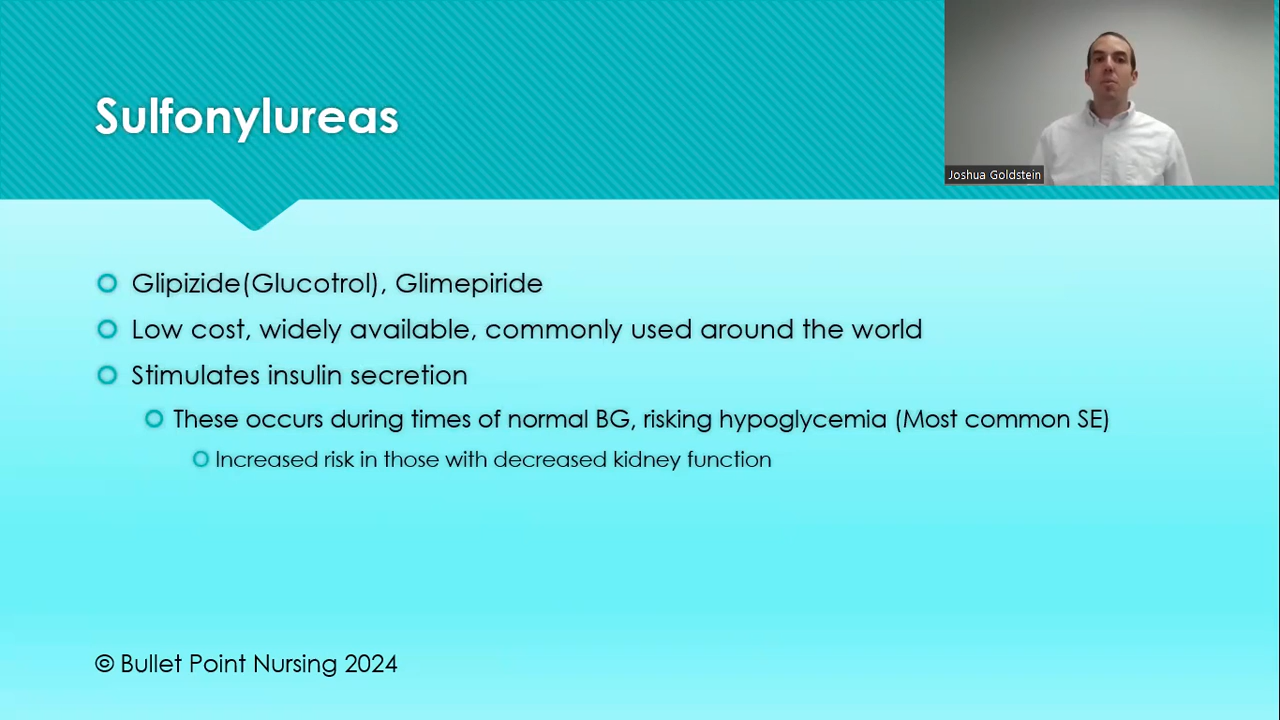 Sulfonylureas
Joshua Goldstein
Glipizide(Glucotrol), Glimepiride
Low cost, widely available, commonly used around the world
Stimulates insulin secretion
These occurs during times of normal BG, risking hypoglycemia (Most common SE)
Increased risk in those with decreased kidney function
© Bullet Point Nursing 2024